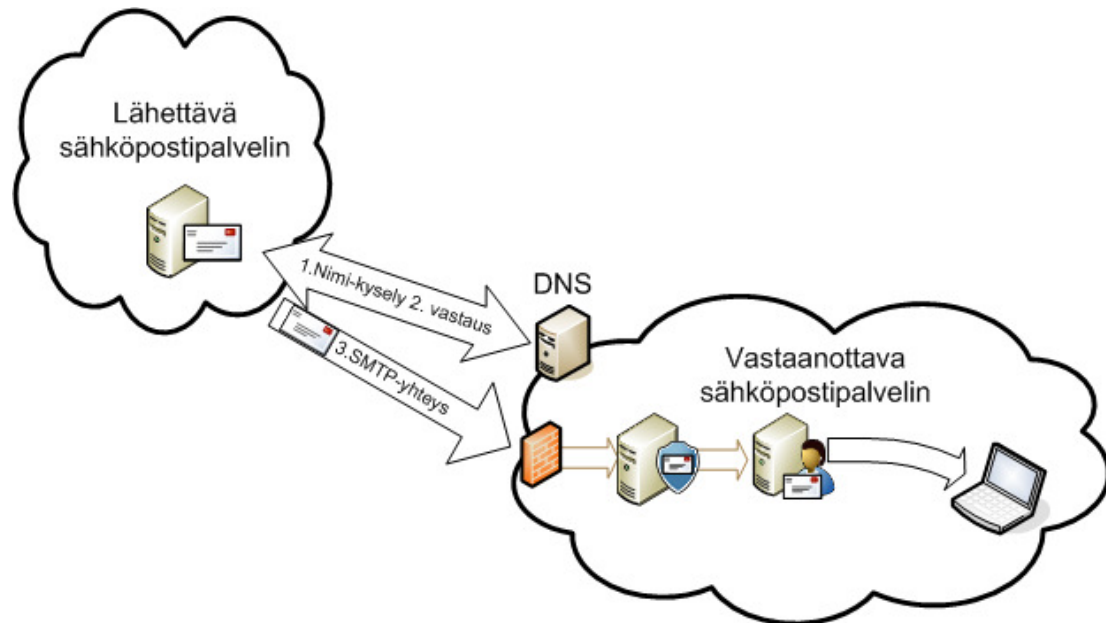 Lähettävä
sähköpostipalvelin
1.Nimi-kysely 2. vastaus
DNS
3.SMTP-yhteys
Vastaanottava
sähköpostipalvelin